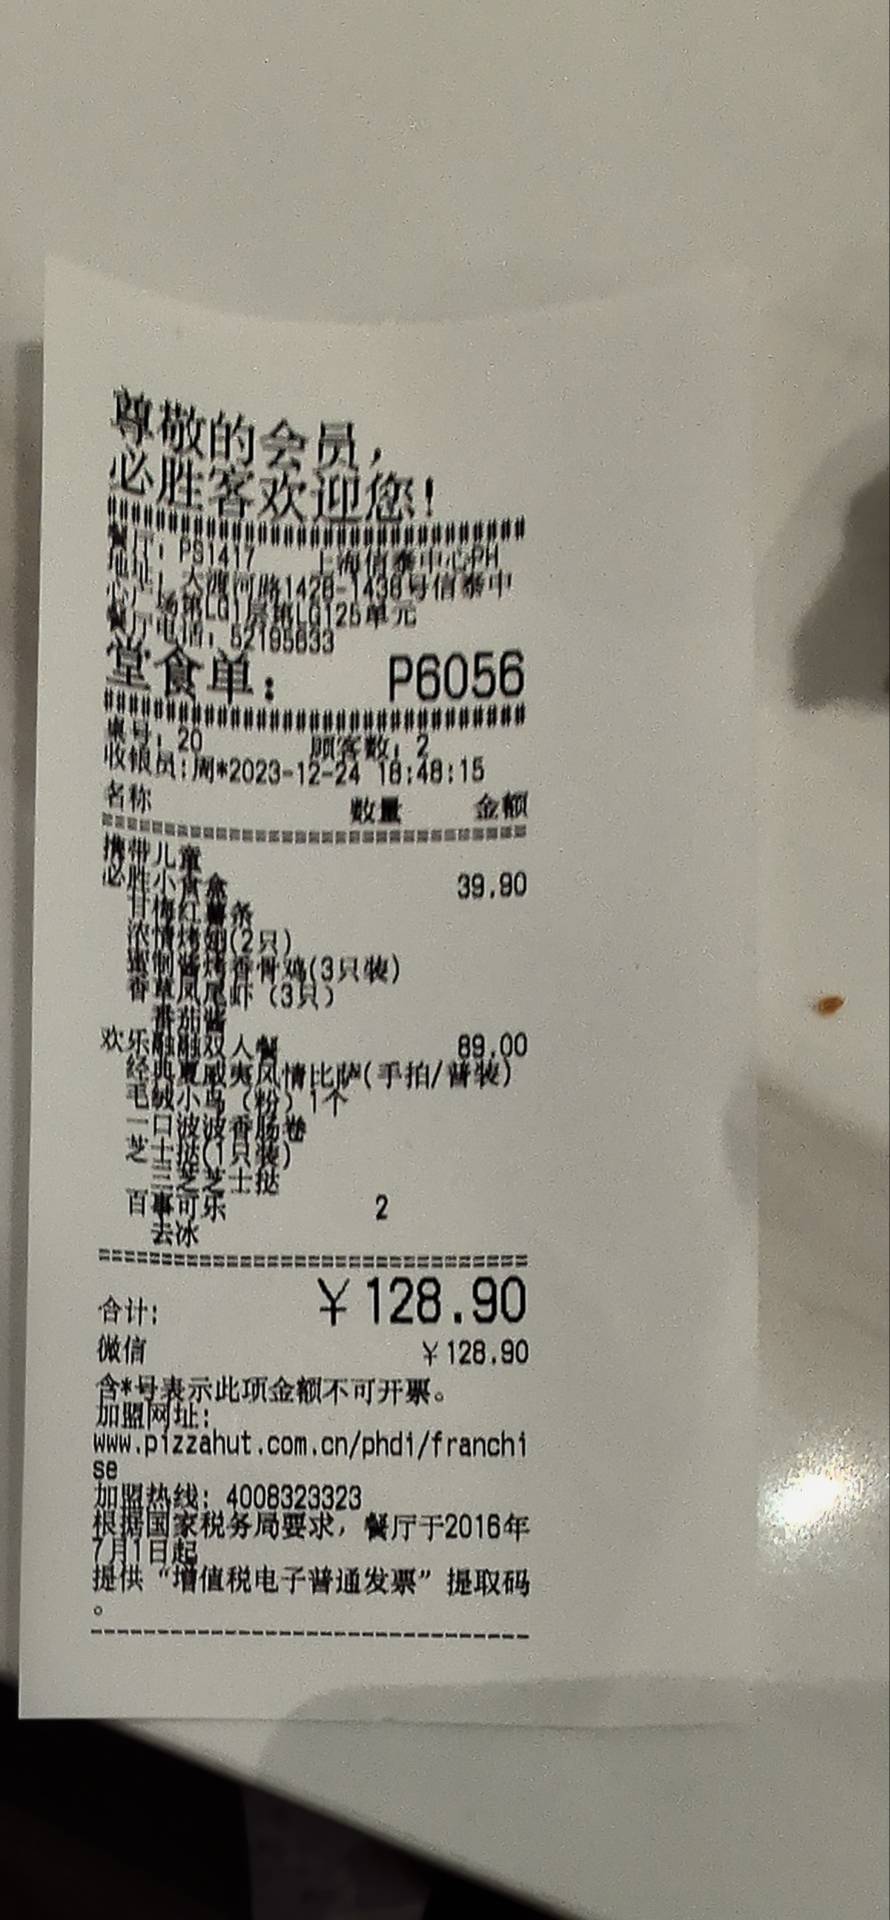 尊敬的会员，
必胜客欢迎您！
餐厅：PS1417 上海信泰中心PH
地址：大渡河路1428-1438号信泰中
心广场第LG1层第LG125单元
餐厅电话：52195633
堂食单： P6056
桌号：20 顾客数：2
收银员：周*2023-12-24 18:48:15
名称 数量 金额
携带儿童
必胜小食盒 39.90
甘梅红薯条
浓情烤翅(2只)
蜜制酱烤香骨鸡(3只装)
香草凤尾虾（3只）
番茄酱
欢乐融融双人餐 89.00
经典夏威夷风情比萨(手拍/普装)
毛绒小鸟（粉）1个
一口波波香肠卷
芝士挞(1只装)
三芝芝士挞
百事可乐 2
去冰
合计： ￥128.90
微信 ￥128.90
含*号表示此项金额不可开票。
加盟网址：
www.pizzahut.com.cn/phdi/franchi
se
加盟热线：4008323323
根据国家税务局要求，餐厅于2016年
7月1日起
提供“增值税电子普通发票”提取码
。